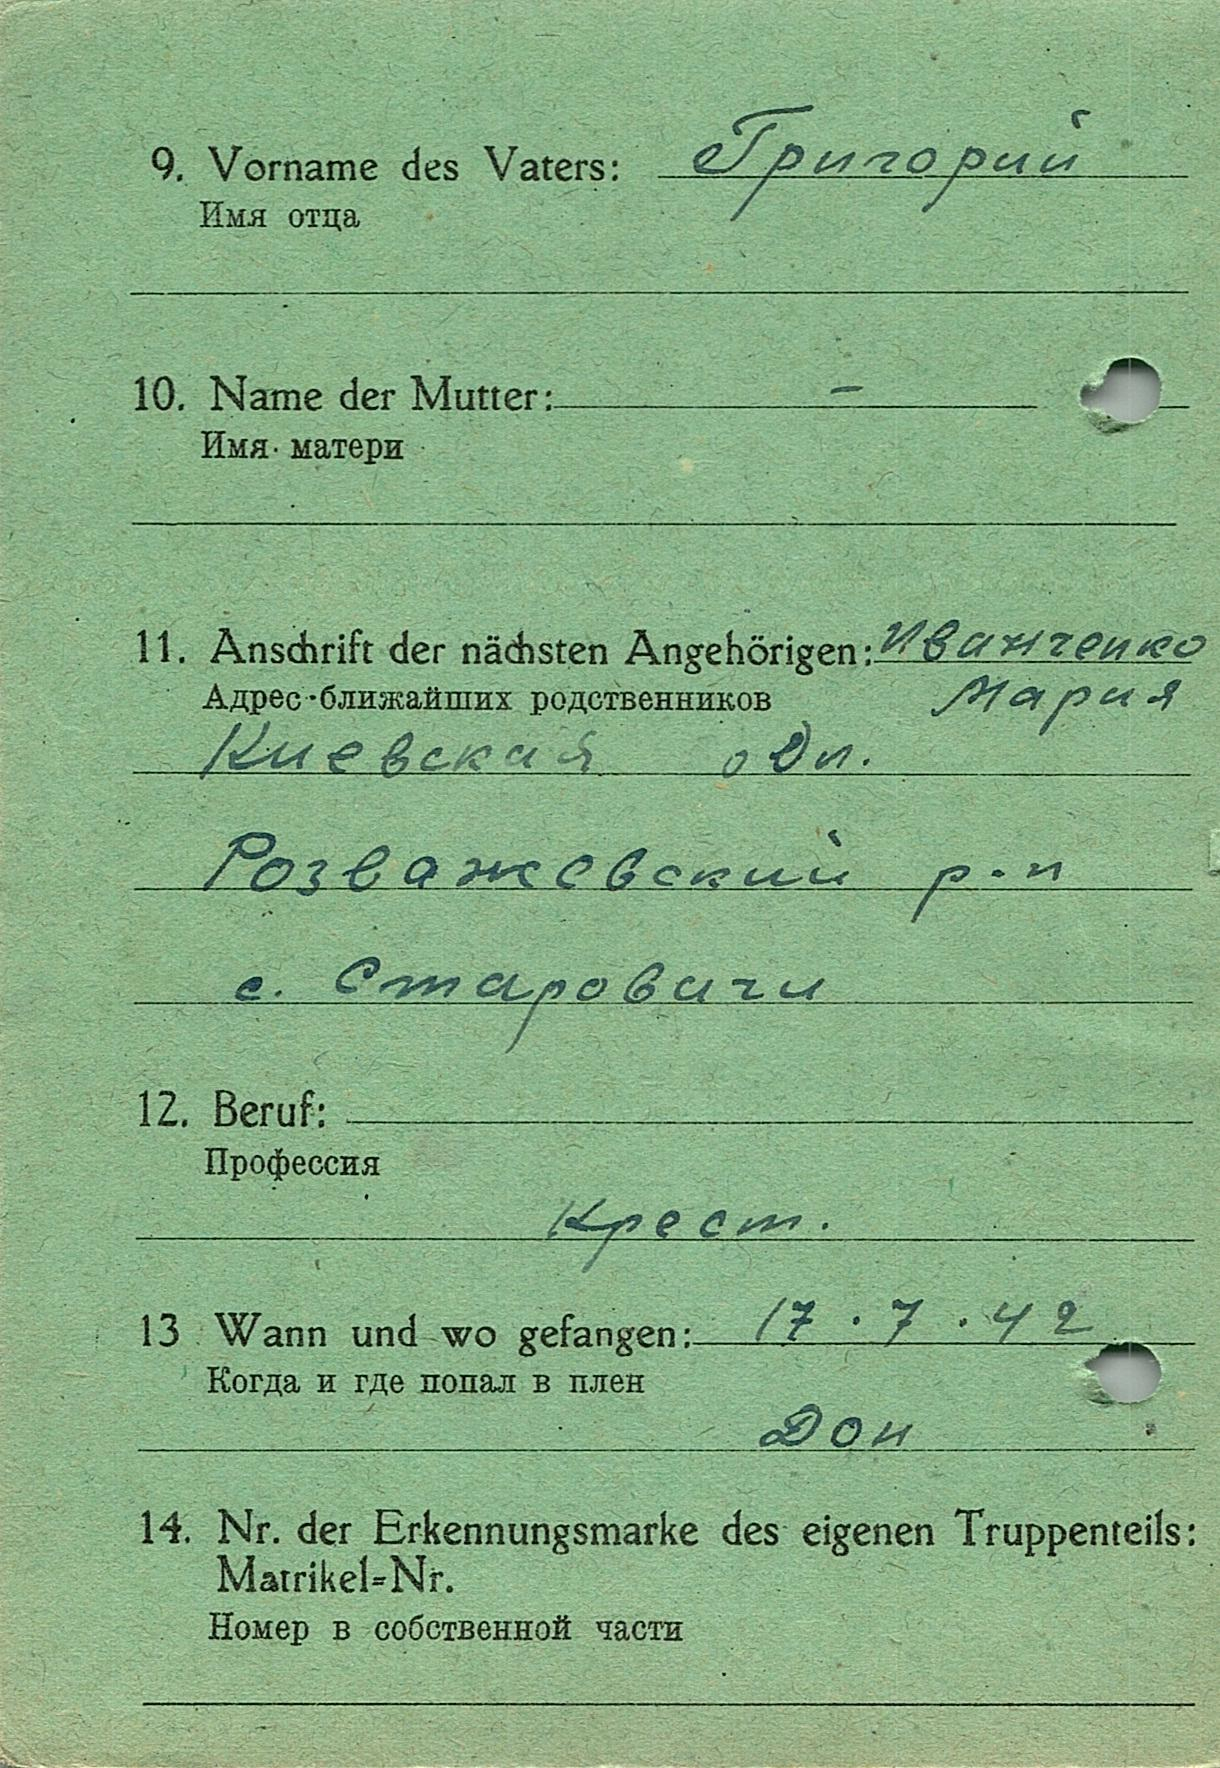 9. Vorname des Vaters: Григорий
Имя отца
10. Name der Mutter: –
Имя матери
11. Anschrift der nächsten Angehörigen: Иванченко
Адрес ближайших родственников Мария
Киевская обл.
Розважевский р-н
с. Старовичи
12. Beruf:
Профессия
Крест.
13 Wann und wo gefangen: 17.7.42
Когда и где попал в плен
Дон
14. Nr. der Erkennungsmarke des eigenen Truppenteils:
Matrikel=Nr.
Номер в собственной части